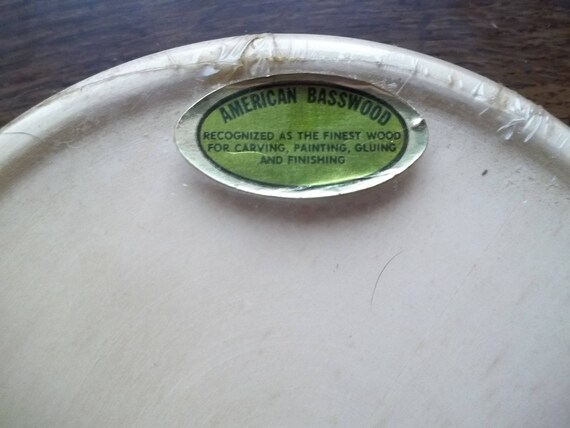 AMERICAN BASSWOOD
RECOGNIZED AS THE FINEST WOOD
FOR CARVING, PAINTING, GLUING
AND FINISHING